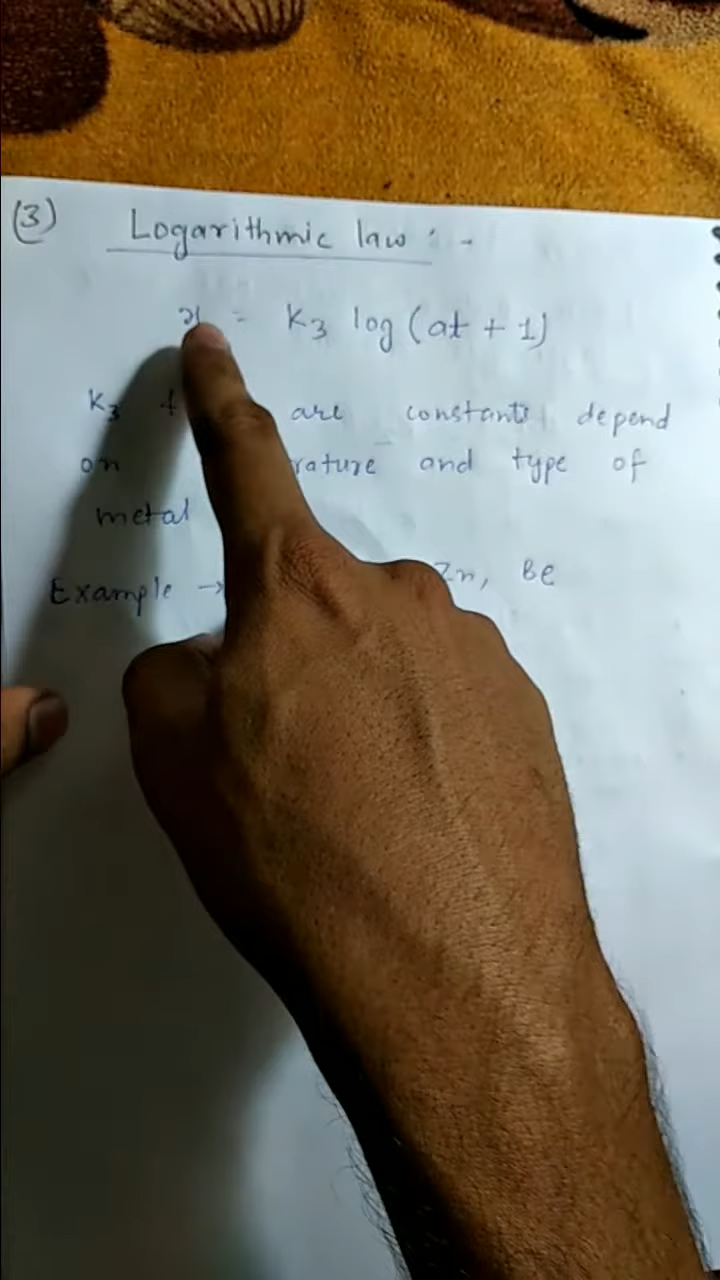 (3) Logarithmic law :-
x = K3 log (at + 1)
K3 are constants depend
on rature and type of
metal
Example → Zn, Be